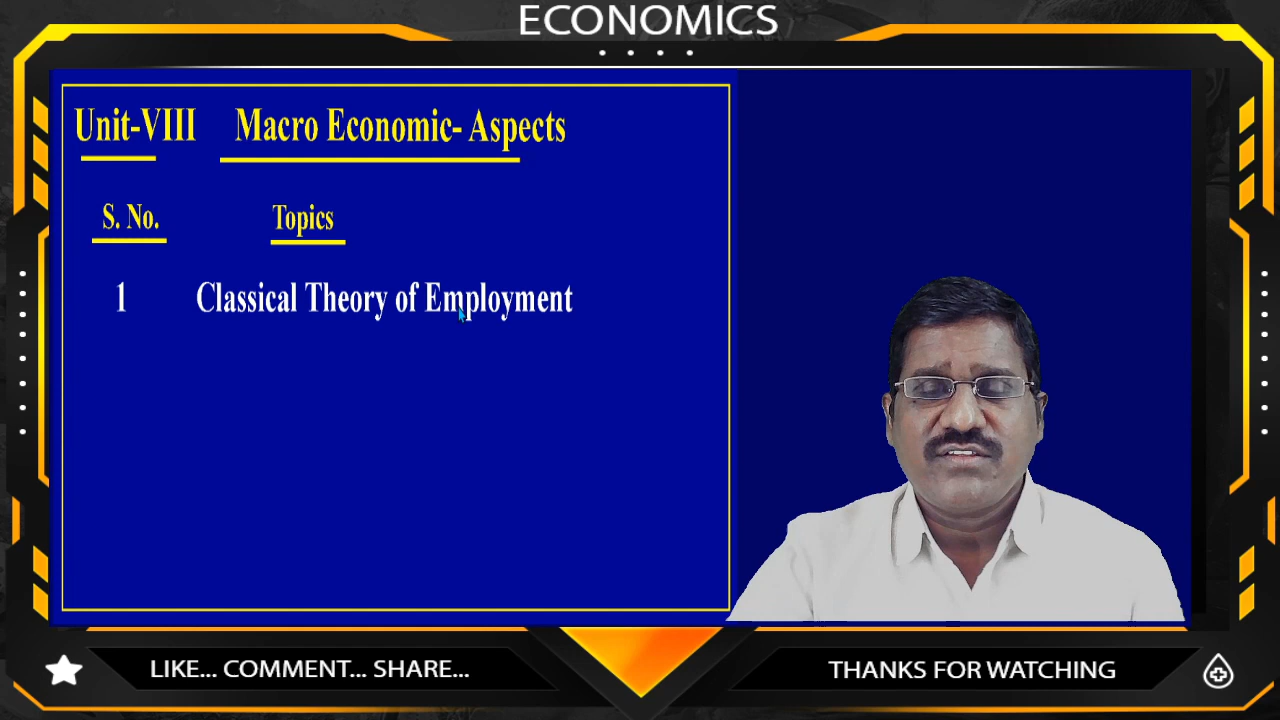 ECONOMICS
Unit-VIII Macro Economic- Aspects
S. No. Topics
1 Classical Theory of Employment
LIKE... COMMENT... SHARE...
THANKS FOR WATCHING